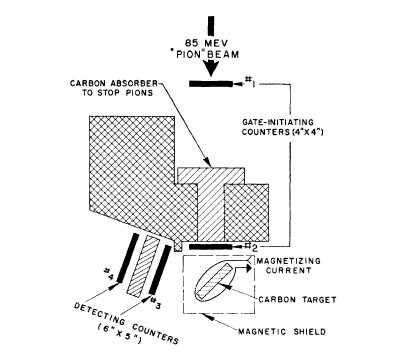 85 MEV
"PION" BEAM
#1
CARBON ABSORBER
TO STOP PIONS
GATE-INITIATING
COUNTERS (4"X4")
#2
MAGNETIZING
CURRENT
#4
#3
CARBON TARGET
DETECTING COUNTERS
(6"X5")
MAGNETIC SHIELD